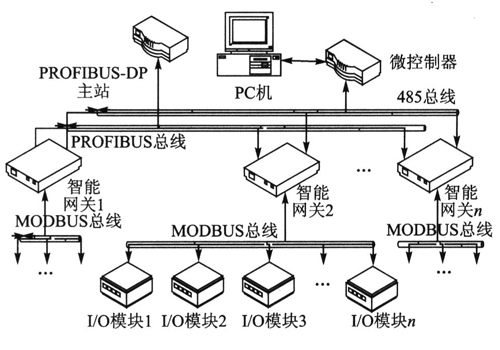 PROFIBUS-DP
主站
PC机
微控制器
485总线
PROFIBUS总线
智能
网关1
智能
网关2
...
智能
网关n
MODBUS总线
MODBUS总线
MODBUS总线
...
...
...
I/O模块1
I/O模块2
I/O模块3
I/O模块n